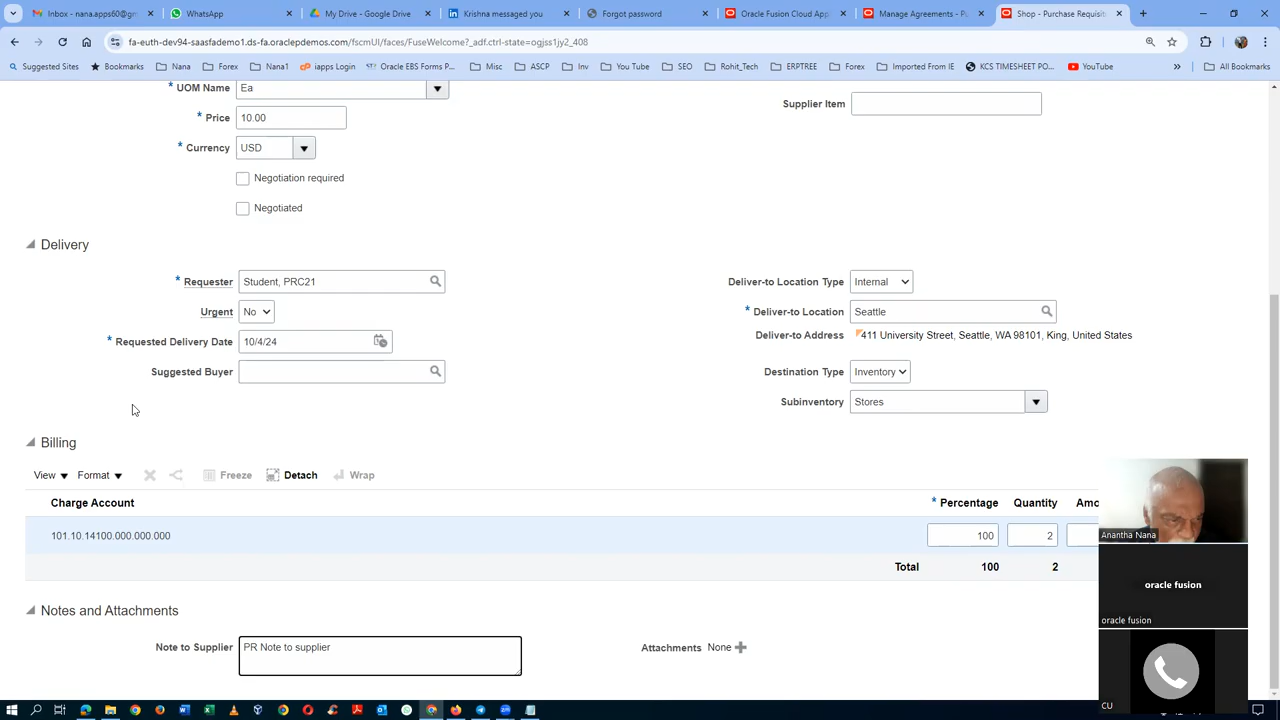 M nana.apps60@gr
WhatsApp
My Drive - Google Drive
Krishna messaged you
Forgot password
Oracle Fusion Cloud App
Manage Agreements - Pu
Shop - Purchase Requisit
fa-euth-dev94-saasfademo1.ds-fa.oraclepdemos.com/fscmUI/faces/FuseWelcome?_adf.ctrl-state=ogjss1jy2_408
Suggested Sites Bookmarks Nana Forex Nana1 iapps Login Oracle EBS Forms P... Misc ASCP Inv You Tube SEO Rohit_Tech ERPTREE Forex Imported From IE KCS TIMESHEET PO... YouTube » All Bookmarks
* UOM Name Ea
Supplier Item
* Price 10.00
* Currency USD
Negotiation required
Negotiated
Delivery
* Requester Student, PRC21
Deliver-to Location Type Internal
Urgent No
* Deliver-to Location Seattle
Deliver-to Address 411 University Street, Seattle, WA 98101, King, United States
* Requested Delivery Date 10/4/24
Suggested Buyer
Destination Type Inventory
Subinventory Stores
Billing
View Format Freeze Detach Wrap
Charge Account * Percentage Quantity Amo
101.10.14100.000.000.000 100 2
Total 100 2
Notes and Attachments
Note to Supplier PR Note to supplier
Attachments None
Anantha Nana
oracle fusion
oracle fusion
CU